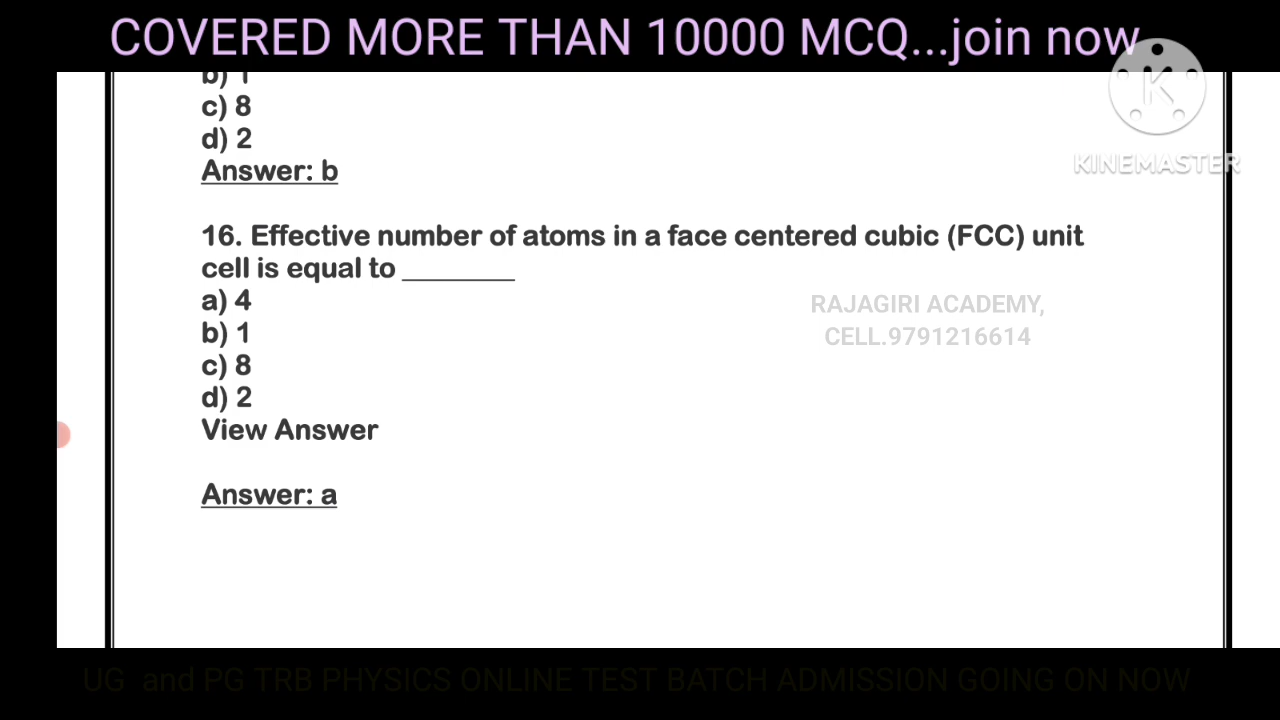 COVERED MORE THAN 10000 MCQ...join now
b) 1
c) 8
d) 2
Answer: b
KINEMASTER
16. Effective number of atoms in a face centered cubic (FCC) unit
cell is equal to ________
a) 4
RAJAGIRI ACADEMY,
b) 1
CELL.9791216614
c) 8
d) 2
View Answer
Answer: a
UG and PG TRB PHYSICS ONLINE TEST BATCH ADMISSION GOING ON NOW